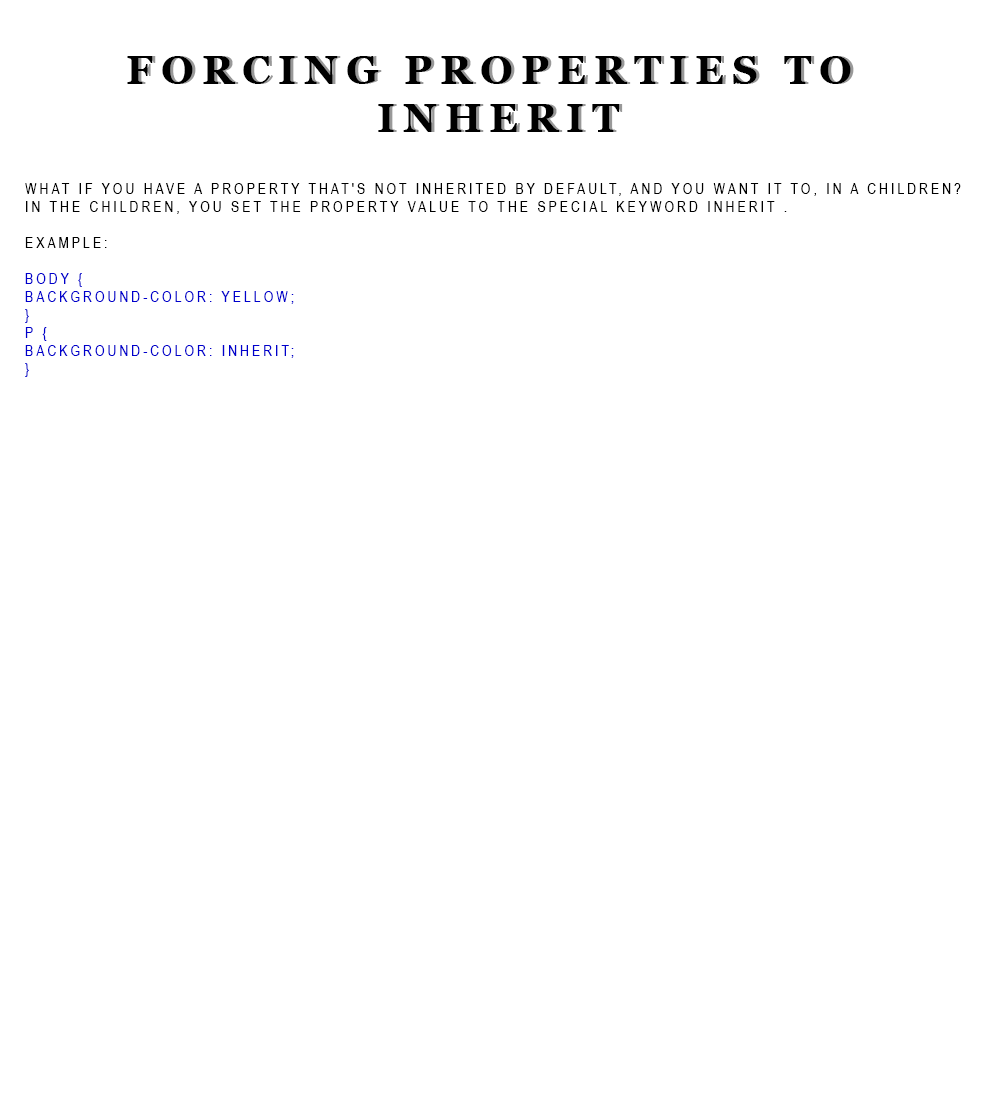 FORCING PROPERTIES TO
INHERIT
WHAT IF YOU HAVE A PROPERTY THAT'S NOT INHERITED BY DEFAULT, AND YOU WANT IT TO, IN A CHILDREN?
IN THE CHILDREN, YOU SET THE PROPERTY VALUE TO THE SPECIAL KEYWORD INHERIT .
EXAMPLE:
BODY {
BACKGROUND-COLOR: YELLOW;
}
P {
BACKGROUND-COLOR: INHERIT;
}